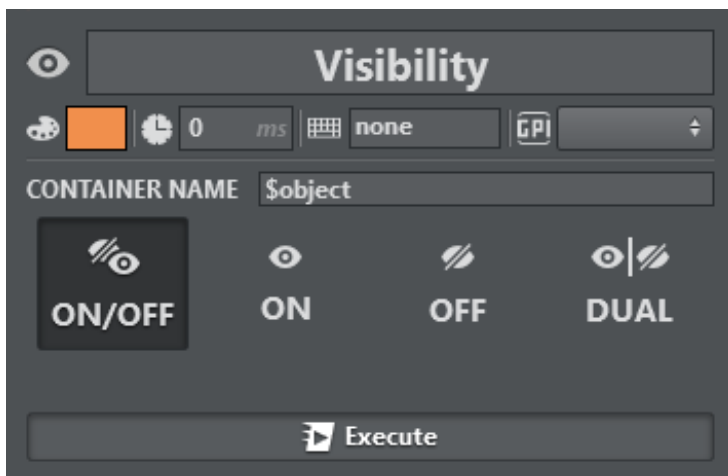 Visibility
0 ms none GPI
CONTAINER NAME $object
ON/OFF ON OFF DUAL
Execute